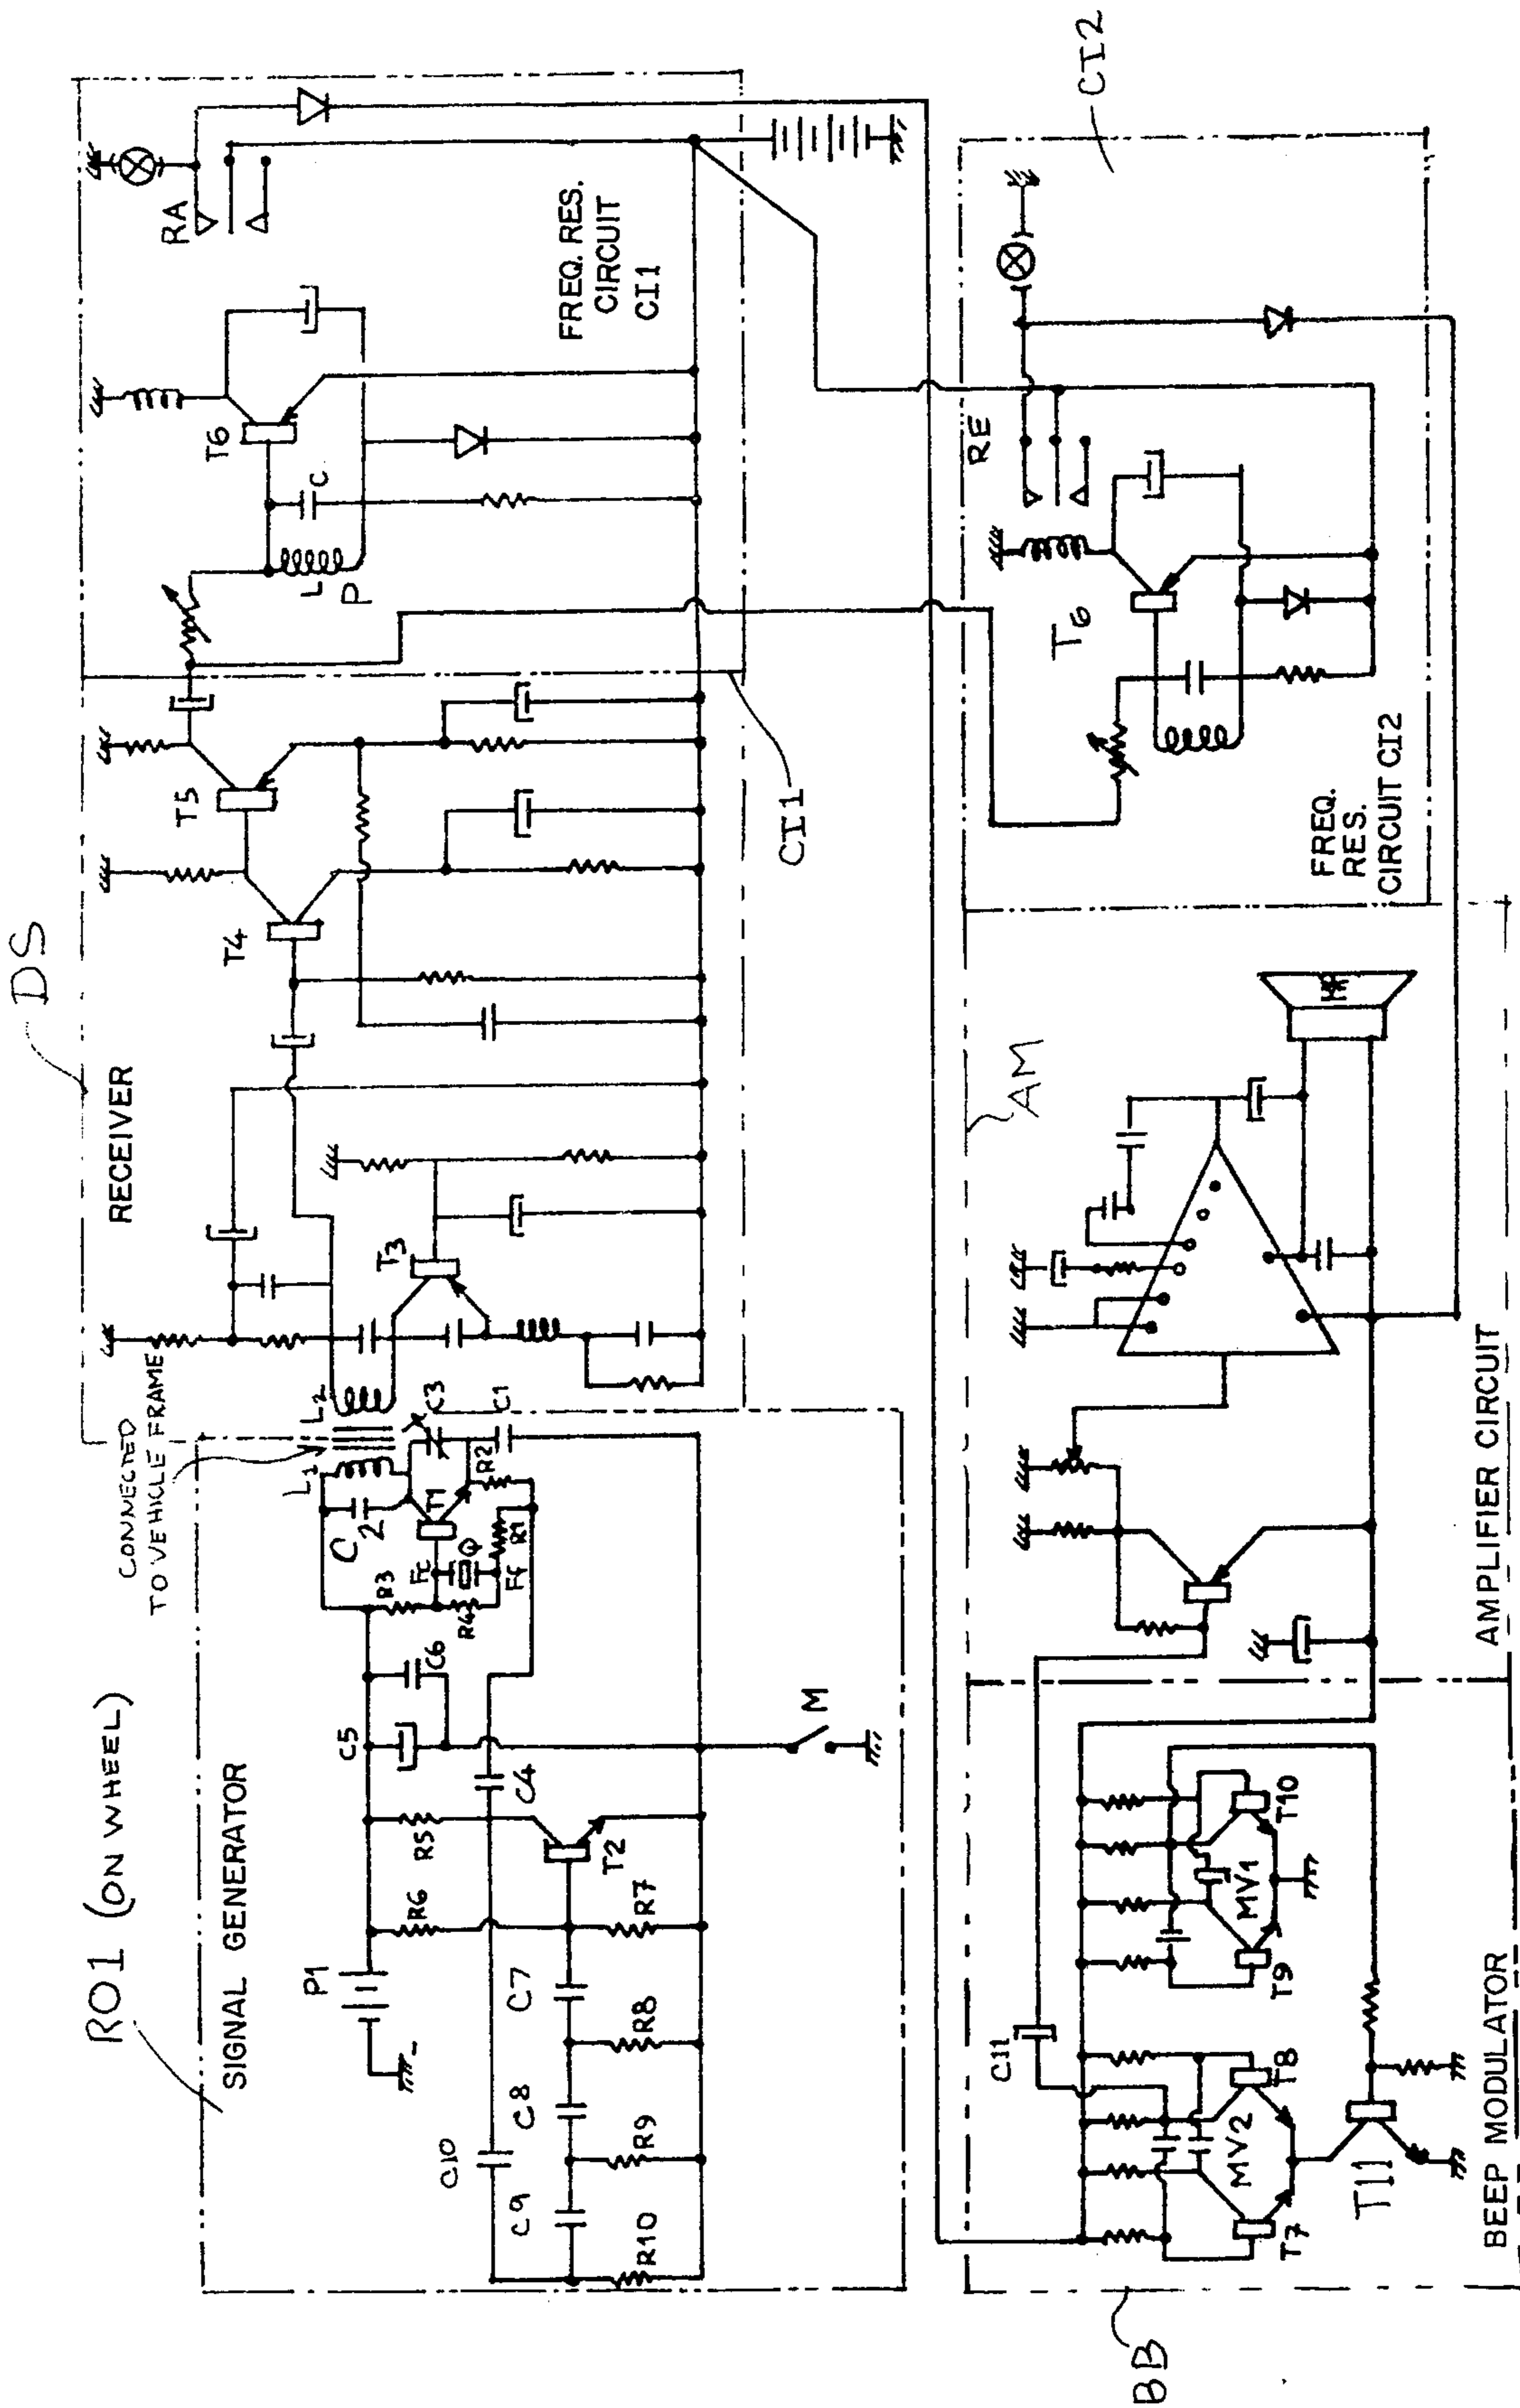 DS
RO1 (ON WHEEL)
SIGNAL GENERATOR
RECEIVER
CONNECTED
TO VEHICLE FRAME
FREQ. RES.
CIRCUIT
CI1
CI1
CI2
P1
R6
R5
C5
C6
R3
R4
Fc
Q
Ff
R1
T1
C2
L1
L2
C3
R2
C1
C10
C4
C9
C8
C7
T2
R10
R9
R8
R7
M
T3
T4
T5
T6
L
P
C
RA
BB
BEEP MODULATOR
C11
MV2
T7
T8
T11
MV1
T9
T10
AM
AMPLIFIER CIRCUIT
FREQ.
RES.
CIRCUIT CI2
T6
RE